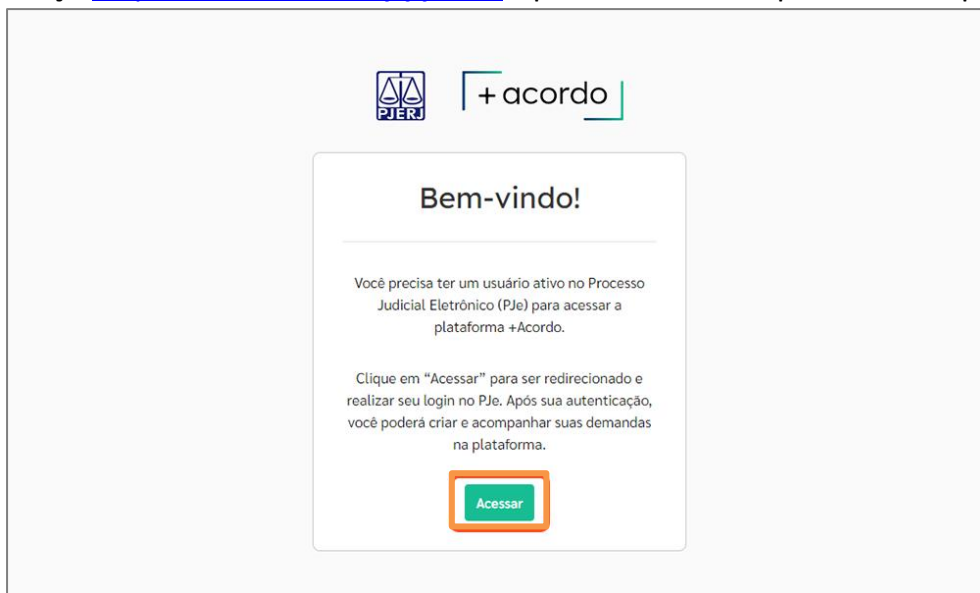 PJERJ
+ acordo
Bem-vindo!
Você precisa ter um usuário ativo no Processo
Judicial Eletrônico (PJe) para acessar a
plataforma +Acordo.
Clique em “Acessar” para ser redirecionado e
realizar seu login no PJe. Após sua autenticação,
você poderá criar e acompanhar suas demandas
na plataforma.
Acessar